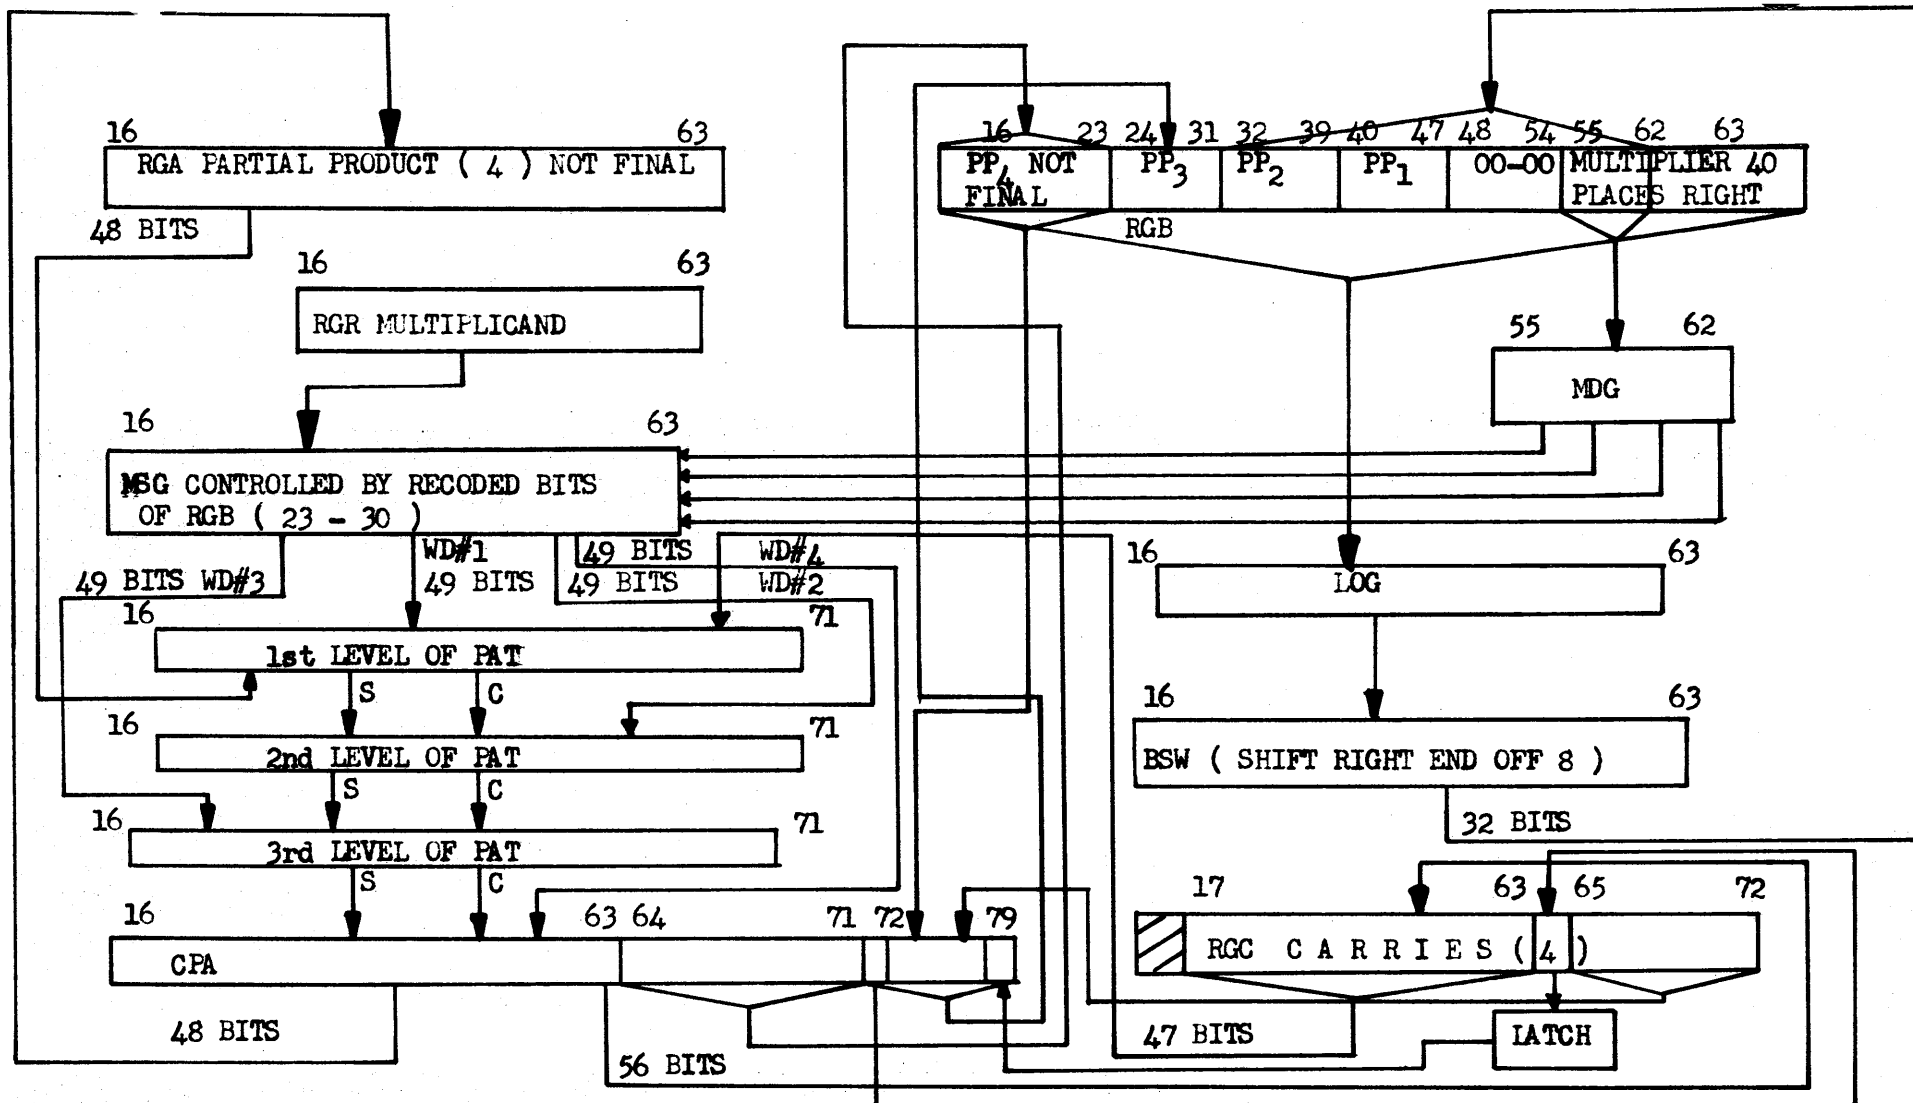 16 63
RGA PARTIAL PRODUCT ( 4 ) NOT FINAL
48 BITS
16 63
RGR MULTIPLICAND
16 63
MSG CONTROLLED BY RECODED BITS
OF RGB ( 23 - 30 )
WD#1
49 BITS WD#4
49 BITS WD#3
49 BITS
49 BITS WD#2
16 71
1st LEVEL OF PAT
S C
16 71
2nd LEVEL OF PAT
S C
16 71
3rd LEVEL OF PAT
S C
16 63 64 71 72 79
CPA
48 BITS
56 BITS
16 23 24 31 32 39 40 47 48 54 55 62 63
PP4 NOT
FINAL
PP3
PP2
PP1
00-00
MULTIPLIER 40
PLACES RIGHT
RGB
55 62
MDG
16 63
LOG
16 63
BSW ( SHIFT RIGHT END OFF 8 )
32 BITS
17 63 65 72
RGC C A R R I E S ( 4 )
47 BITS
LATCH